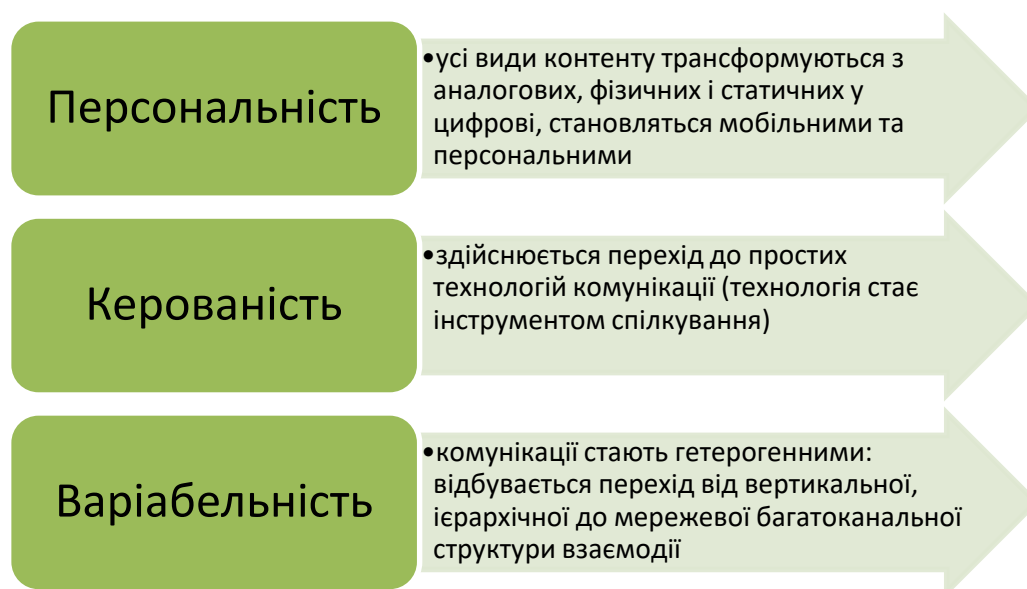 Персональність
•усі види контенту трансформуються з
аналогових, фізичних і статичних у
цифрові, становляться мобільними та
персональними
Керованість
•здійснюється перехід до простих
технологій комунікації (технологія стає
інструментом спілкування)
Варіабельність
•комунікації стають гетерогенними:
відбувається перехід від вертикальної,
ієрархічної до мережевої багатоканальної
структури взаємодії